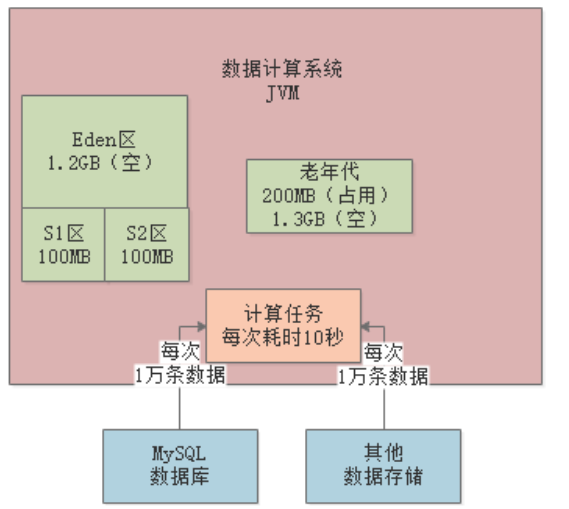 数据计算系统
JVM
Eden区
1.2GB（空）
S1区
100MB
S2区
100MB
老年代
200MB（占用）
1.3GB（空）
计算任务
每次耗时10秒
每次
1万条数据
每次
1万条数据
MySQL
数据库
其他
数据存储